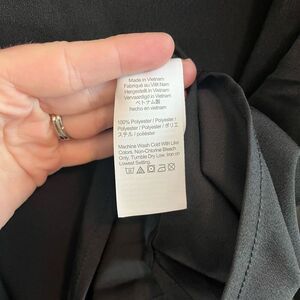 Made in Vietnam
Fabriqué au Viêt Nam
Hergestellt in Vietnam
Vervaardigd in Vietnam
ベトナム製
hecho en Vietnam
100% Polyester / Polyester /
Polyester / Polyester / ポリエ
ステル / poliéster
Machine Wash Cold With Like
Colors, Non-Chlorine Bleach
Only, Tumble Dry Low, Iron on
Lowest Setting.